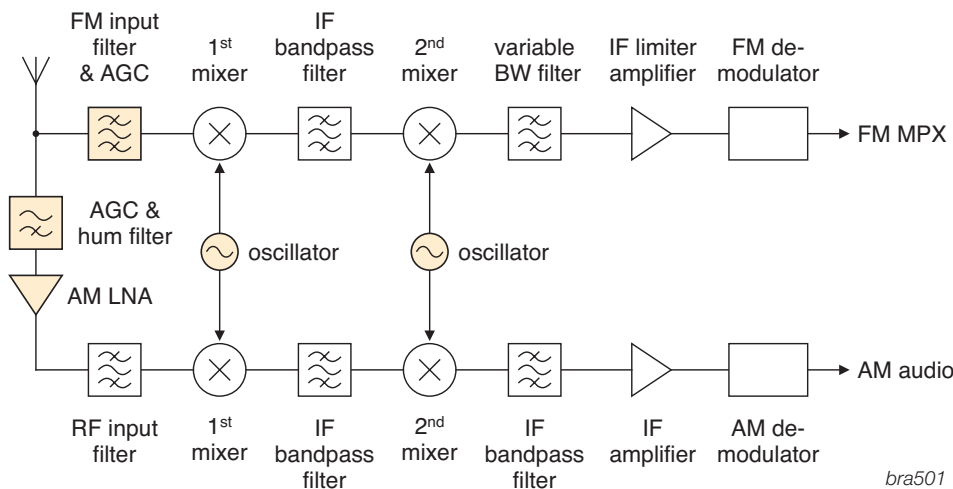 FM input
filter
& AGC
1st
mixer
IF
bandpass
filter
2nd
mixer
variable
BW filter
IF limiter
amplifier
FM de-
modulator
FM MPX
AGC &
hum filter
oscillator
oscillator
AM LNA
AM audio
RF input
filter
1st
mixer
IF
bandpass
filter
2nd
mixer
IF
bandpass
filter
IF
amplifier
AM de-
modulator
bra501